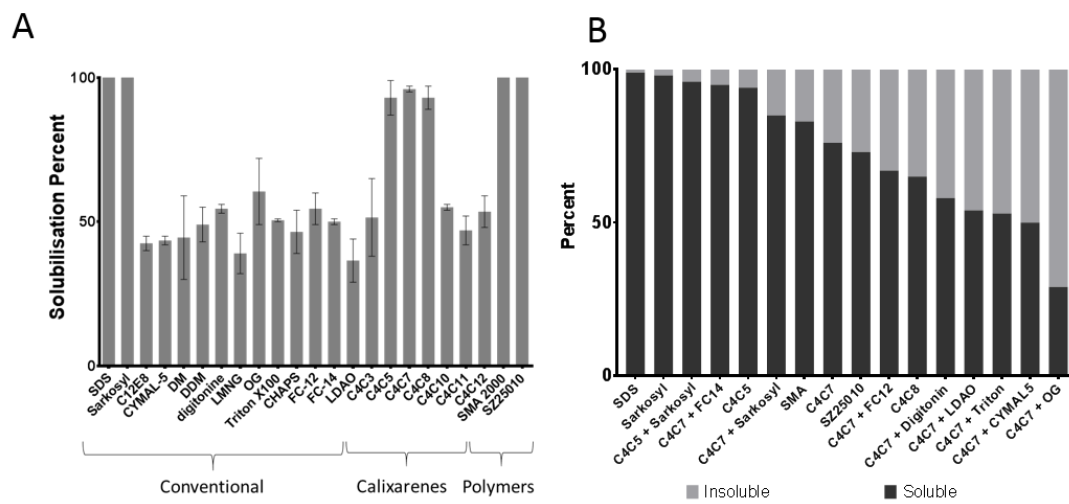 A
Solubilisation Percent
100
50
0
SDS
Sarkosyl
C12E8
CYMAL-5
DM
DDM
digitonine
LMNG
OG
Triton X100
CHAPS
FC-12
FC-14
LDAO
C4C3
C4C5
C4C7
C4C8
C4C10
C4C11
C4C12
SMA 2000
SZ25010
Conventional
Calixarenes
Polymers
B
Percent
100
50
0
SDS
Sarkosyl
C4C5 + Sarkosyl
C4C7 + FC14
C4C5
C4C7 + Sarkosyl
SMA
C4C7
SZ25010
C4C7 + FC12
C4C8
C4C7 + Digitonin
C4C7 + LDAO
C4C7 + Triton
C4C7 + CYMAL5
C4C7 + OG
Insoluble
Soluble